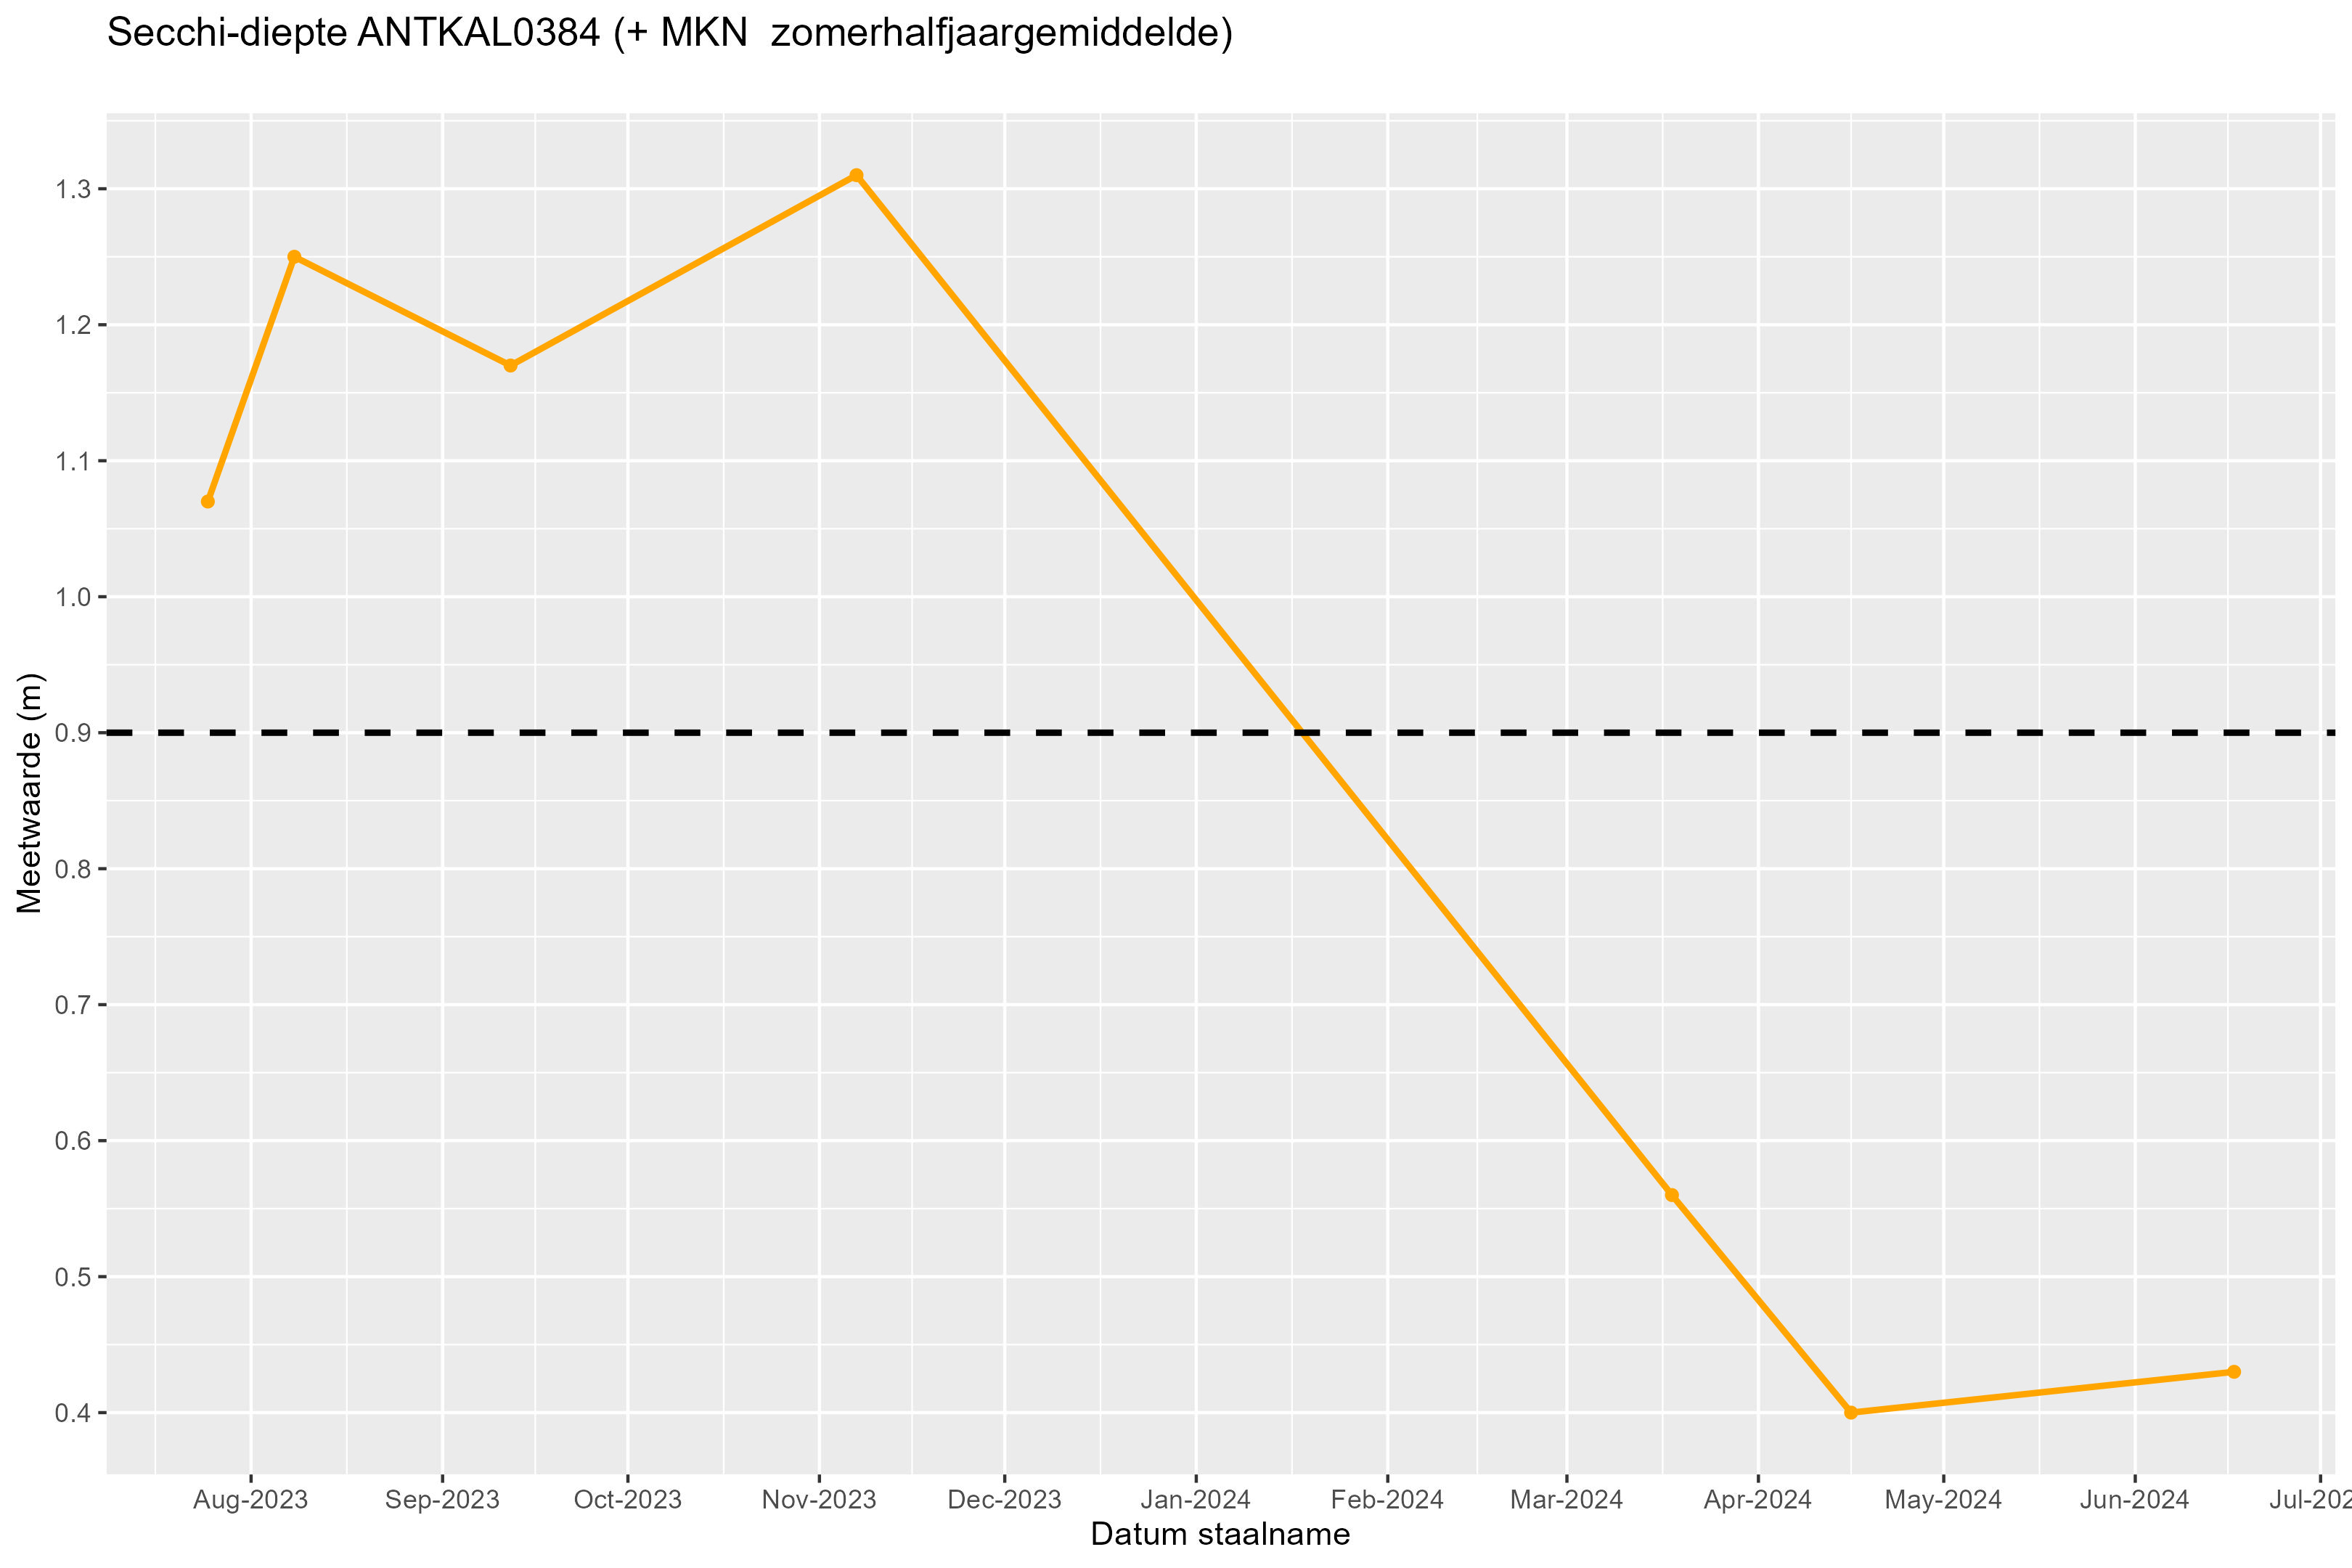 Secchi-diepte ANTKAL0384 (+ MKN  zomerhalfjaargemiddelde)
Meetwaarde (m)
1.3
1.2
1.1
1.0
0.9
0.8
0.7
0.6
0.5
0.4
Aug-2023 Sep-2023 Oct-2023 Nov-2023 Dec-2023 Jan-2024 Feb-2024 Mar-2024 Apr-2024 May-2024 Jun-2024 Jul-202
Datum staalname